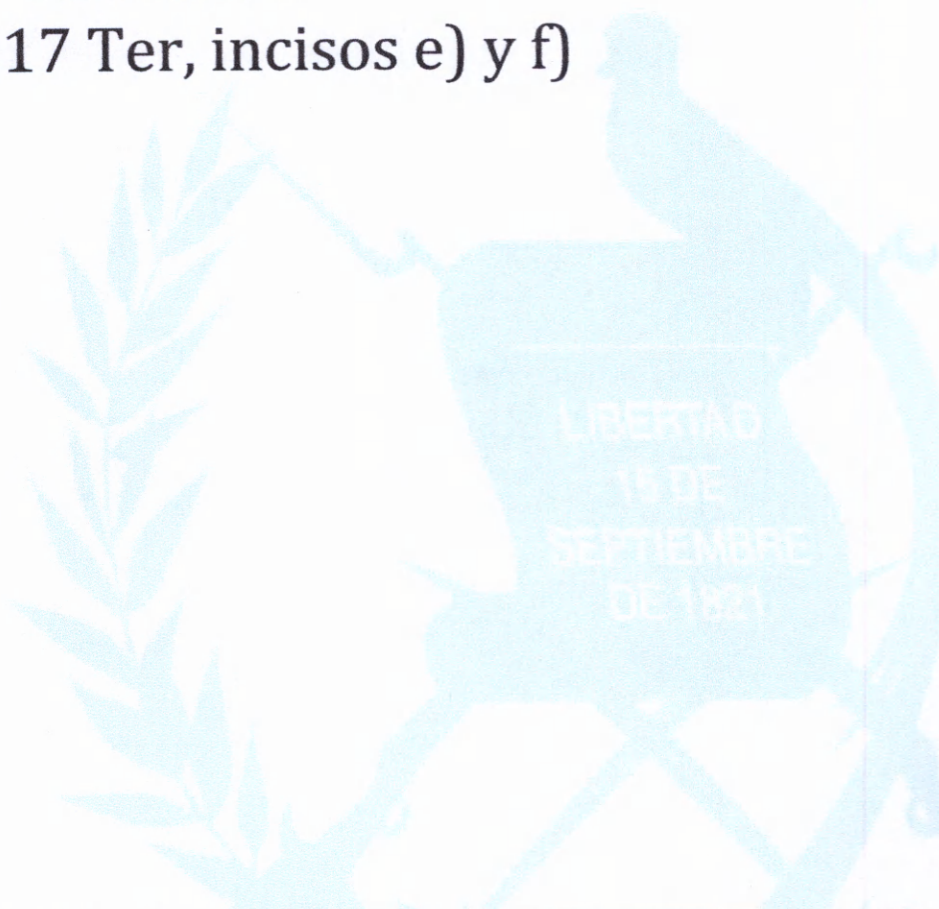 17 Ter, incisos e) y f)
LIBERTAD
15 DE
SEPTIEMBRE
DE 1821